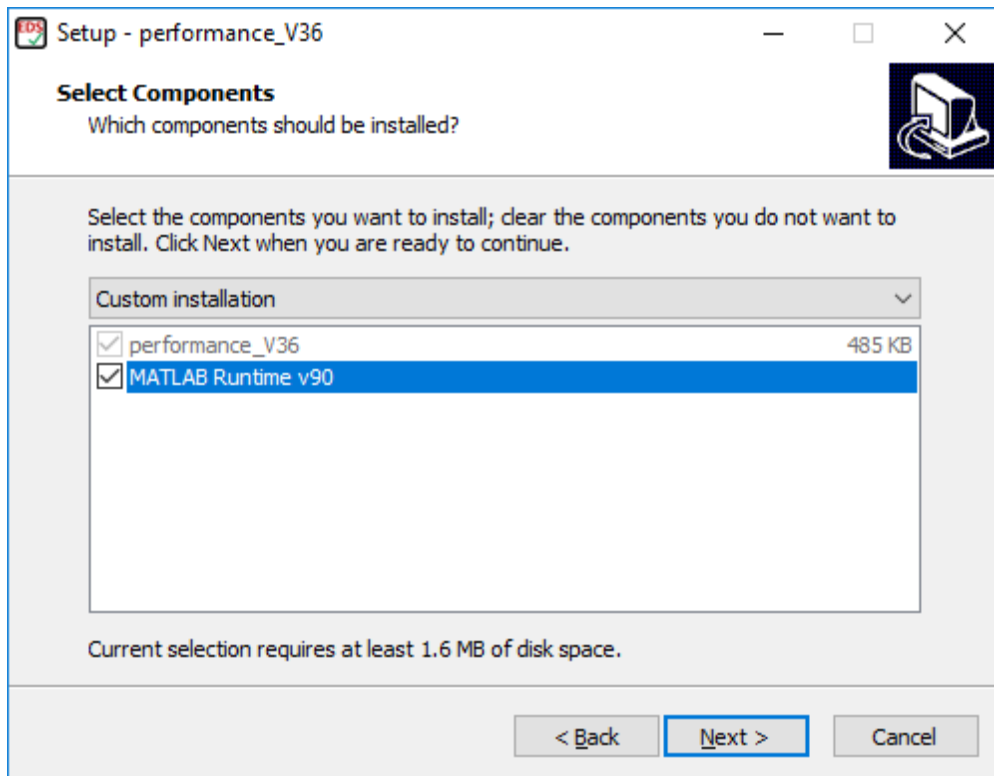 EDS
Setup - performance_V36
Select Components
Which components should be installed?
Select the components you want to install; clear the components you do not want to
install. Click Next when you are ready to continue.
Custom installation
performance_V36 485 KB
MATLAB Runtime v90
Current selection requires at least 1.6 MB of disk space.
< Back Next > Cancel